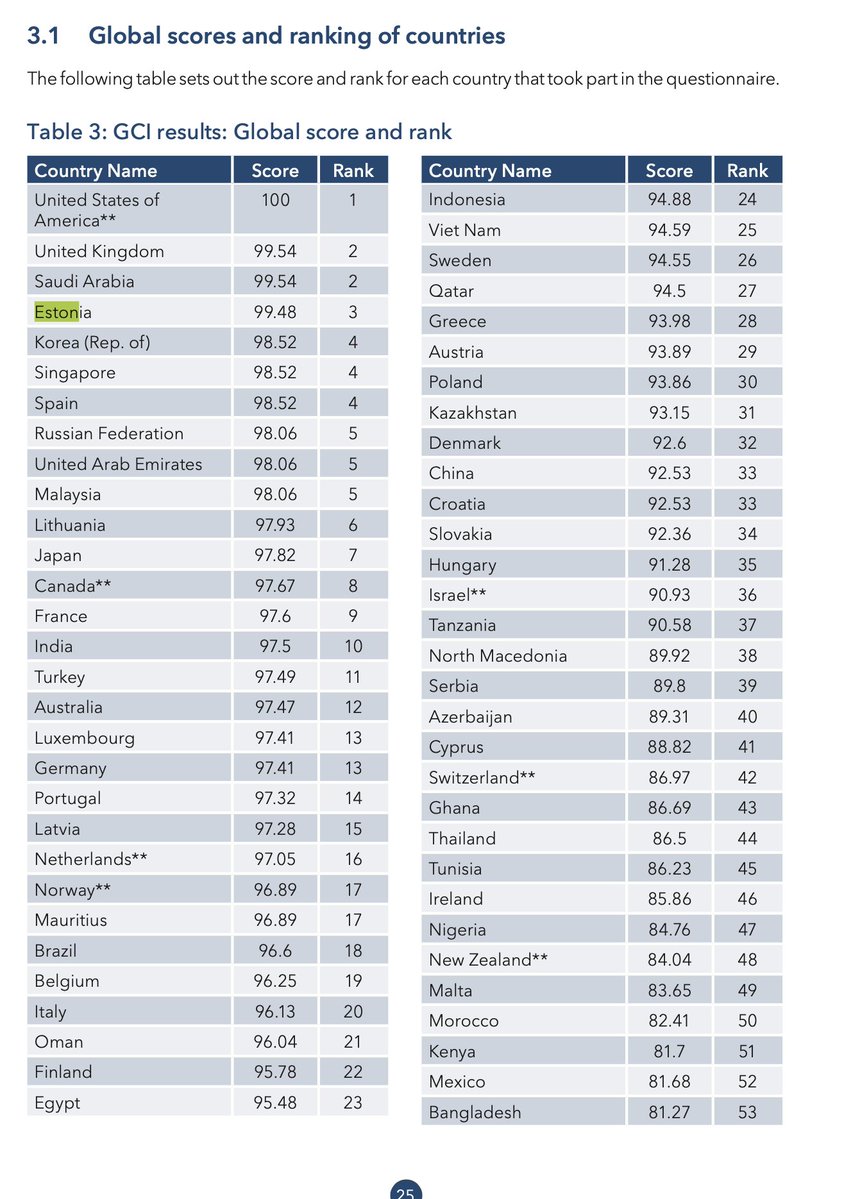 3.1 Global scores and ranking of countries
The following table sets out the score and rank for each country that took part in the questionnaire.
Table 3: GCI results: Global score and rank
Country Name Score Rank
United States of America** 100 1
United Kingdom 99.54 2
Saudi Arabia 99.54 2
Estonia 99.48 3
Korea (Rep. of) 98.52 4
Singapore 98.52 4
Spain 98.52 4
Russian Federation 98.06 5
United Arab Emirates 98.06 5
Malaysia 98.06 5
Lithuania 97.93 6
Japan 97.82 7
Canada** 97.67 8
France 97.6 9
India 97.5 10
Turkey 97.49 11
Australia 97.47 12
Luxembourg 97.41 13
Germany 97.41 13
Portugal 97.32 14
Latvia 97.28 15
Netherlands** 97.05 16
Norway** 96.89 17
Mauritius 96.89 17
Brazil 96.6 18
Belgium 96.25 19
Italy 96.13 20
Oman 96.04 21
Finland 95.78 22
Egypt 95.48 23
Country Name Score Rank
Indonesia 94.88 24
Viet Nam 94.59 25
Sweden 94.55 26
Qatar 94.5 27
Greece 93.98 28
Austria 93.89 29
Poland 93.86 30
Kazakhstan 93.15 31
Denmark 92.6 32
China 92.53 33
Croatia 92.53 33
Slovakia 92.36 34
Hungary 91.28 35
Israel** 90.93 36
Tanzania 90.58 37
North Macedonia 89.92 38
Serbia 89.8 39
Azerbaijan 89.31 40
Cyprus 88.82 41
Switzerland** 86.97 42
Ghana 86.69 43
Thailand 86.5 44
Tunisia 86.23 45
Ireland 85.86 46
Nigeria 84.76 47
New Zealand** 84.04 48
Malta 83.65 49
Morocco 82.41 50
Kenya 81.7 51
Mexico 81.68 52
Bangladesh 81.27 53
25